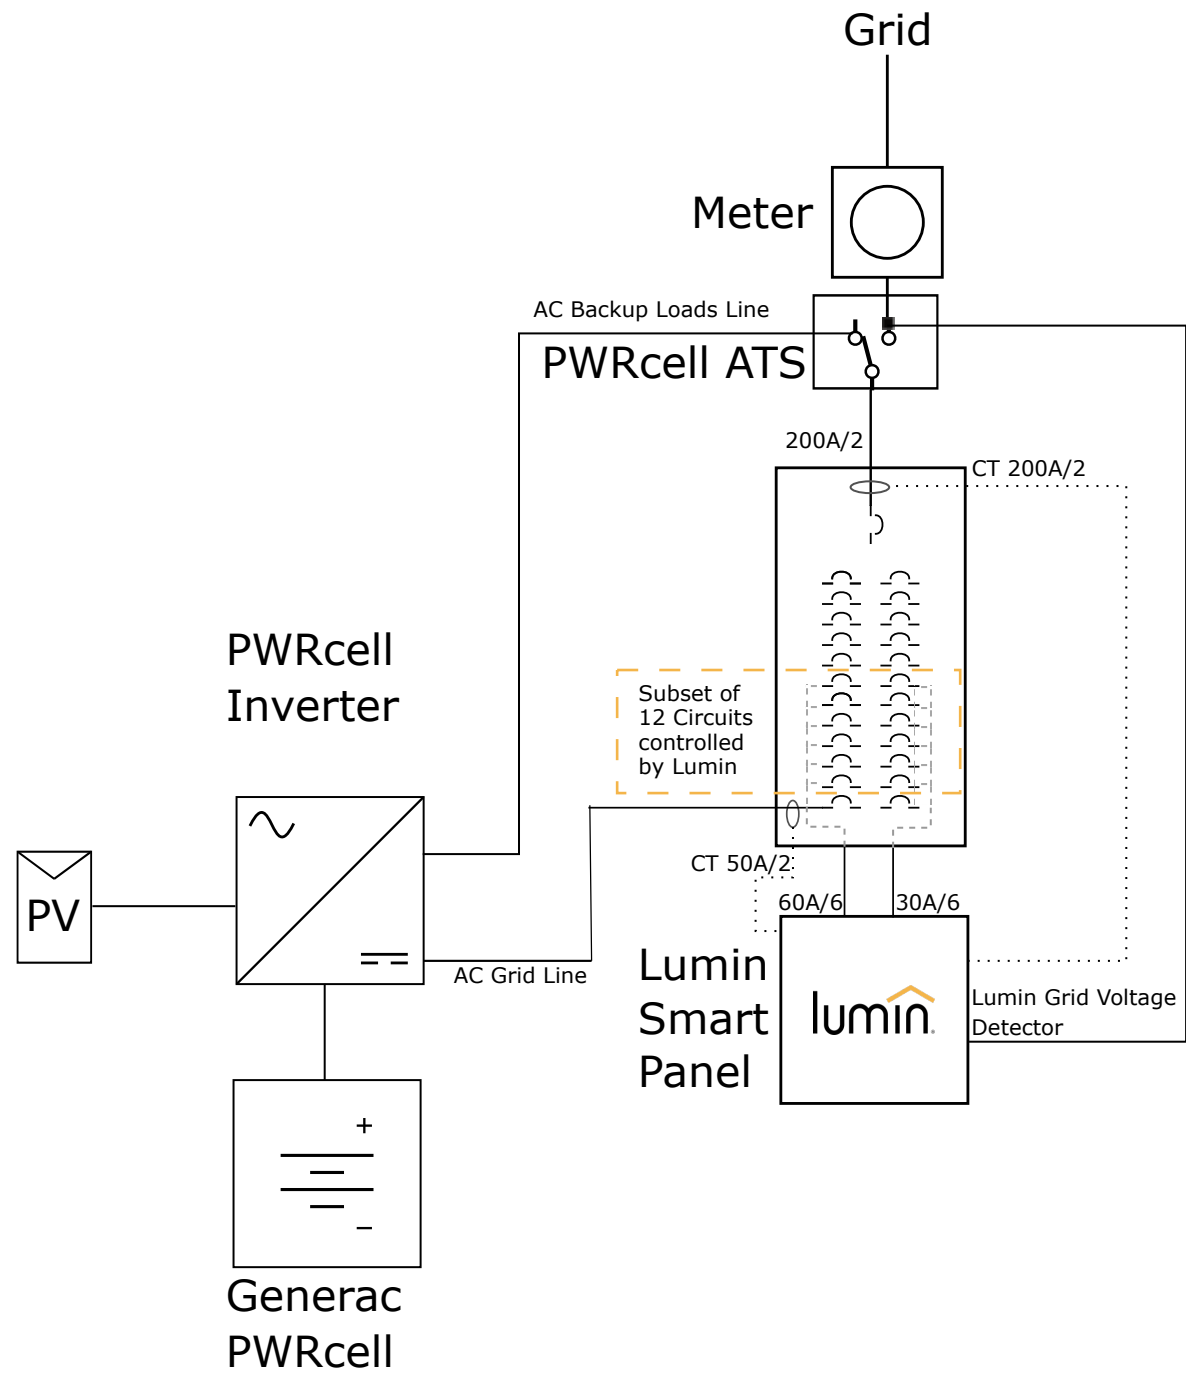 Grid
Meter
AC Backup Loads Line
PWRcell ATS
200A/2
CT 200A/2
PWRcell
Inverter
Subset of
12 Circuits
controlled
by Lumin
CT 50A/2
60A/6
30A/6
PV
AC Grid Line
Lumin
Smart
Panel
lumin
Lumin Grid Voltage
Detector
+
−
Generac
PWRcell